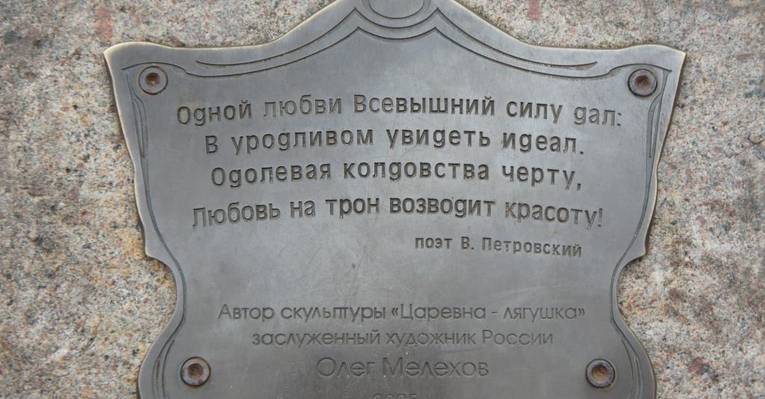 Одной любви Всевышний силу дал:
В уродливом увидеть идеал.
Одолевая колдовства черту,
Любовь на трон возводит красоту!
поэт В. Петровский
Автор скульптуры «Царевна - лягушка»
заслуженный художник России
Олег Мелехов